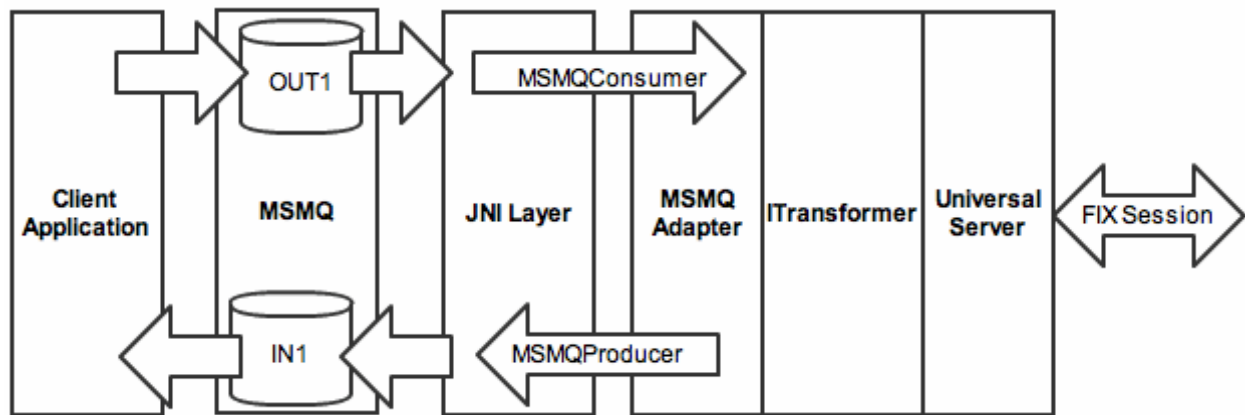 OUT1
MSMQConsumer
Client
Application
MSMQ
JNI Layer
MSMQ
Adapter
ITransformer
Universal
Server
FIX Session
IN1
MSMQProducer